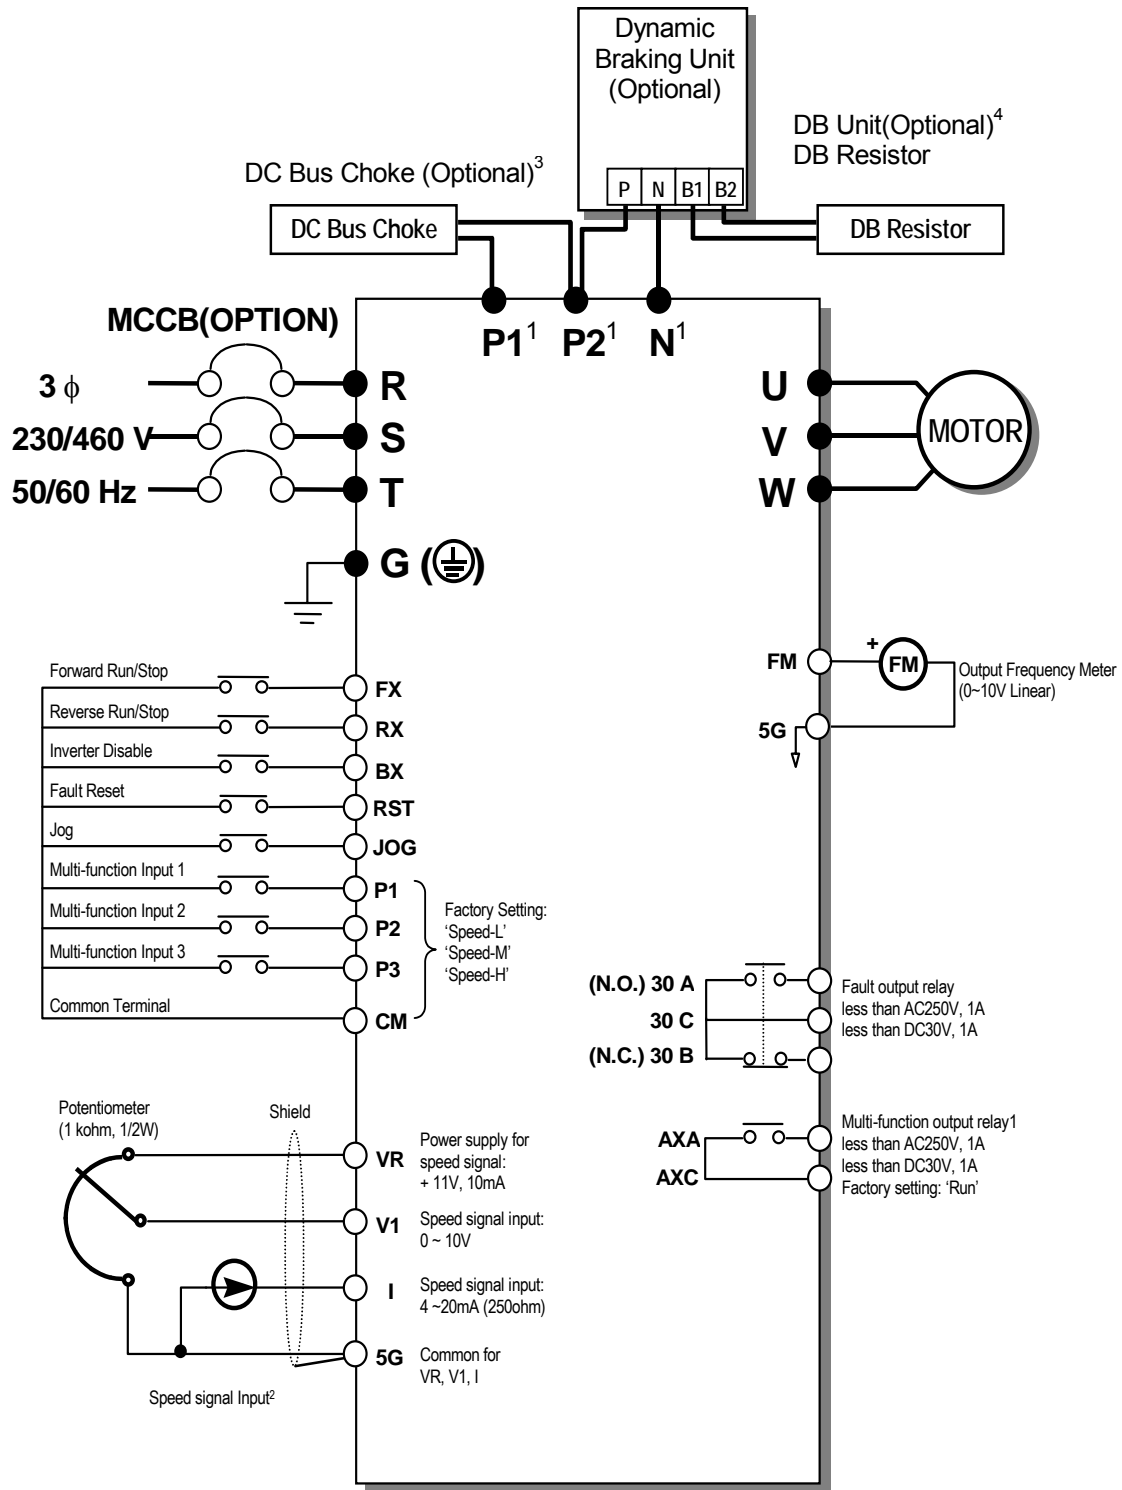 Dynamic
Braking Unit
(Optional)
DB Unit(Optional)4
DB Resistor
DC Bus Choke (Optional)3
P N B1 B2
DC Bus Choke
DB Resistor
MCCB(OPTION)
P11 P21 N1
3 ϕ
R
U
230/460 V
S
V
MOTOR
50/60 Hz
T
W
G ( )
FM
+
FM
Output Frequency Meter
(0~10V Linear)
5G
Forward Run/Stop
FX
Reverse Run/Stop
RX
Inverter Disable
BX
Fault Reset
RST
Jog
JOG
Multi-function Input 1
P1
Multi-function Input 2
P2
Multi-function Input 3
P3
Common Terminal
CM
Factory Setting:
‘Speed-L’
‘Speed-M’
‘Speed-H’
(N.O.) 30 A
30 C
(N.C.) 30 B
Fault output relay
less than AC250V, 1A
less than DC30V, 1A
AXA
AXC
Multi-function output relay1
less than AC250V, 1A
less than DC30V, 1A
Factory setting: ‘Run’
Potentiometer
(1 kohm, 1/2W)
Shield
VR
Power supply for
speed signal:
+ 11V, 10mA
V1
Speed signal input:
0 ~ 10V
I
Speed signal input:
4 ~20mA (250ohm)
5G
Common for
VR, V1, I
Speed signal Input2